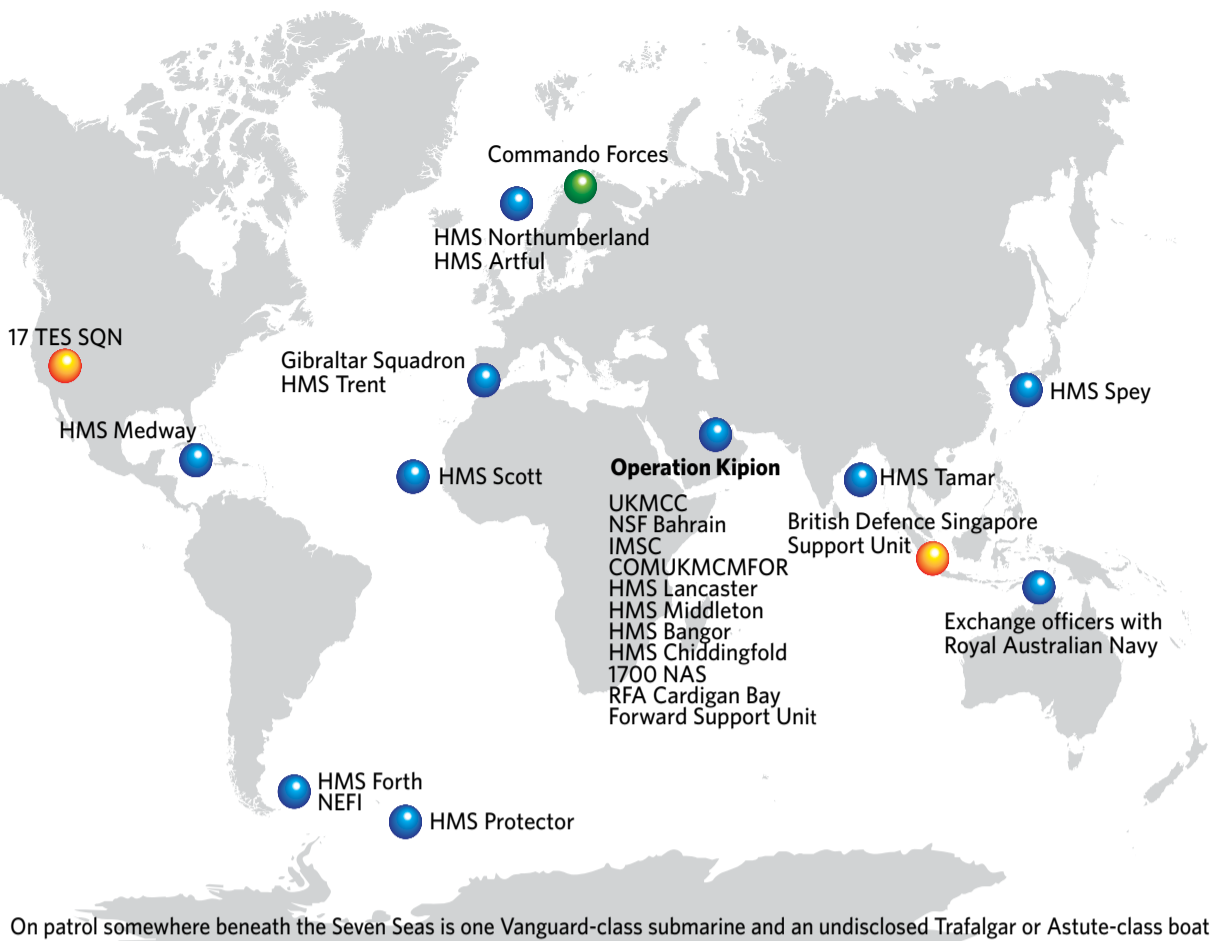 Commando Forces
HMS Northumberland
HMS Artful
17 TES SQN
Gibraltar Squadron
HMS Trent
HMS Spey
HMS Medway
HMS Scott
Operation Kipion
UKMCC
NSF Bahrain
IMSC
COMUKMCMFOR
HMS Lancaster
HMS Middleton
HMS Bangor
HMS Chiddingfold
1700 NAS
RFA Cardigan Bay
Forward Support Unit
HMS Tamar
British Defence Singapore
Support Unit
Exchange officers with
Royal Australian Navy
HMS Forth
NEFI
HMS Protector
On patrol somewhere beneath the Seven Seas is one Vanguard-class submarine and an undisclosed Trafalgar or Astute-class boat